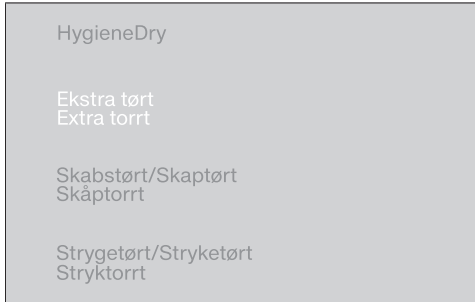 HygieneDry
Ekstra tørt
Extra torrt
Skabstørt/Skaptørt
Skåptorrt
Strygetørt/Stryketørt
Stryktorrt